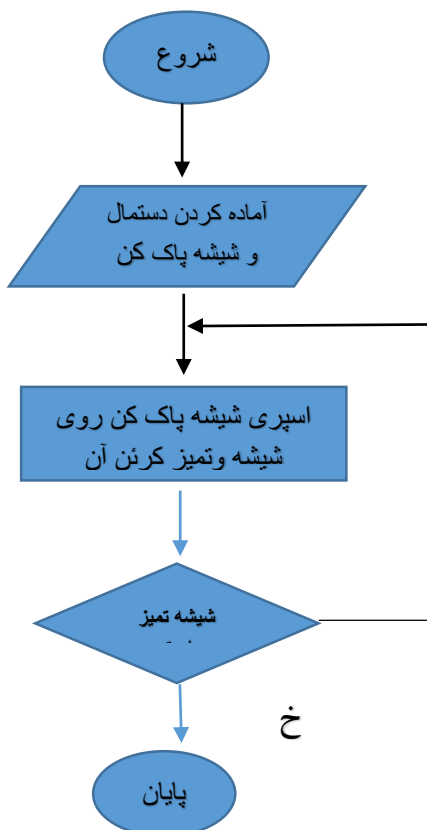 شروع
آماده کردن دستمال
و شیشه پاک کن
اسپری شیشه پاک کن روی
شیشه وتمیز کرئن آن
شیشه تمیز
خ
پایان